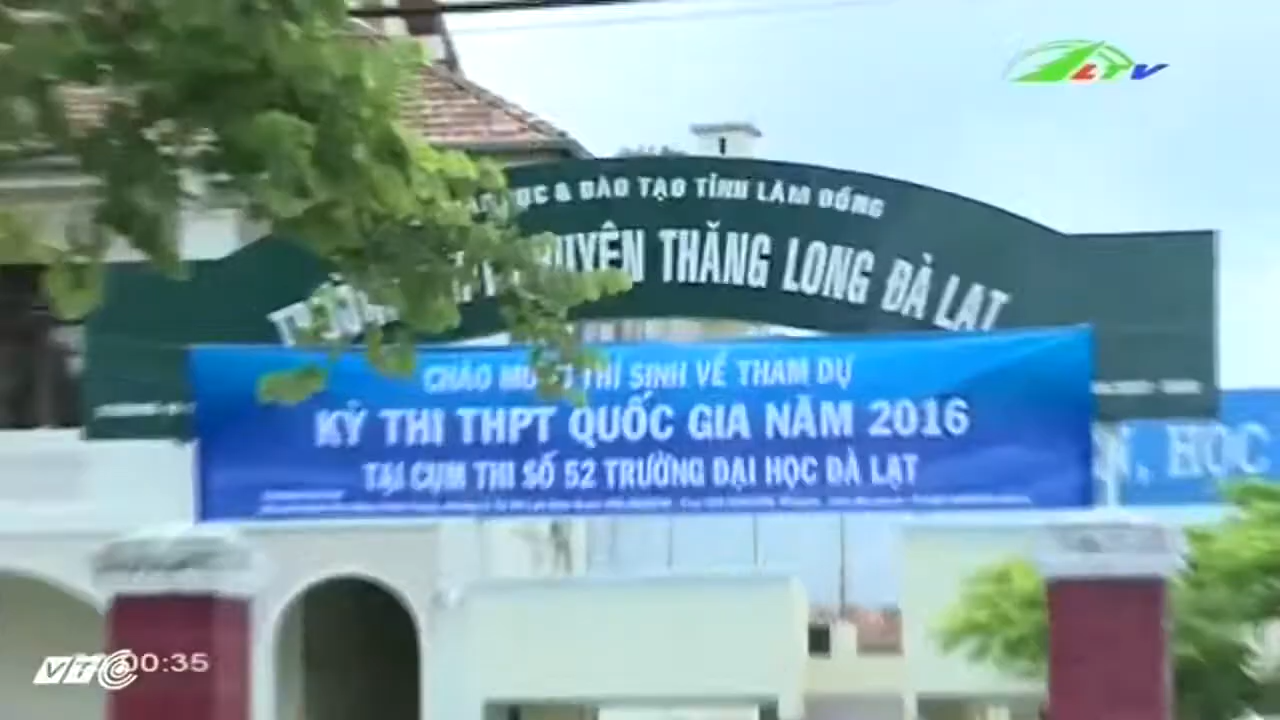 LTV
DỤC & ĐÀO TẠO TỈNH LÂM ĐỒNG
CHUYÊN THĂNG LONG ĐÀ LẠT
CHÀO MỪNG THÍ SINH VỀ THAM DỰ
KỲ THI THPT QUỐC GIA NĂM 2016
TẠI CỤM THI SỐ 52 TRƯỜNG ĐẠI HỌC ĐÀ LẠT
N, HỌC
VTC 00:35